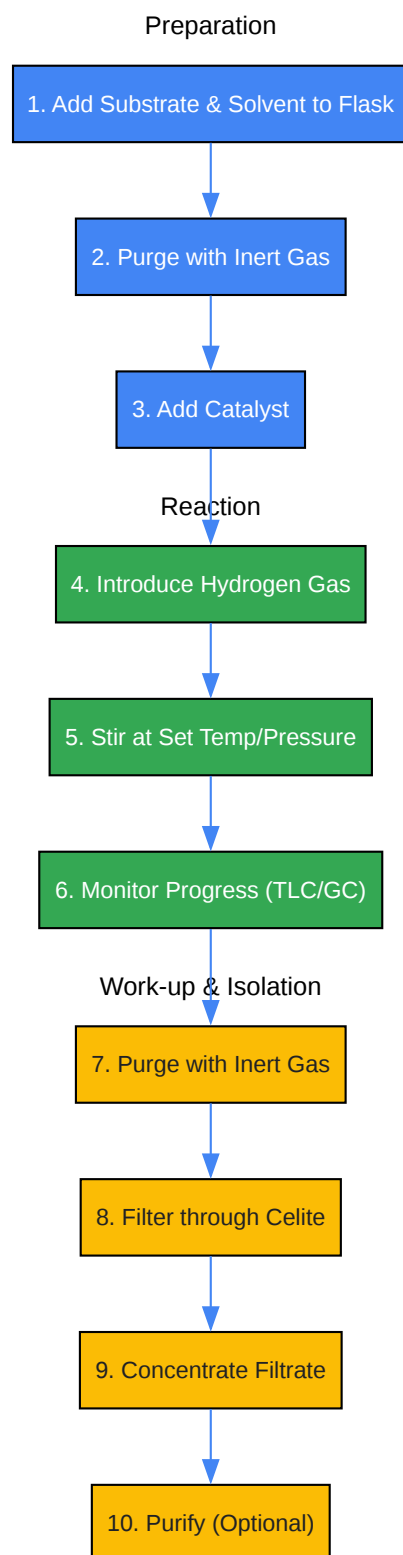 Preparation
1. Add Substrate & Solvent to Flask
2. Purge with Inert Gas
3. Add Catalyst
Reaction
4. Introduce Hydrogen Gas
5. Stir at Set Temp/Pressure
6. Monitor Progress (TLC/GC)
Work-up & Isolation
7. Purge with Inert Gas
8. Filter through Celite
9. Concentrate Filtrate
10. Purify (Optional)